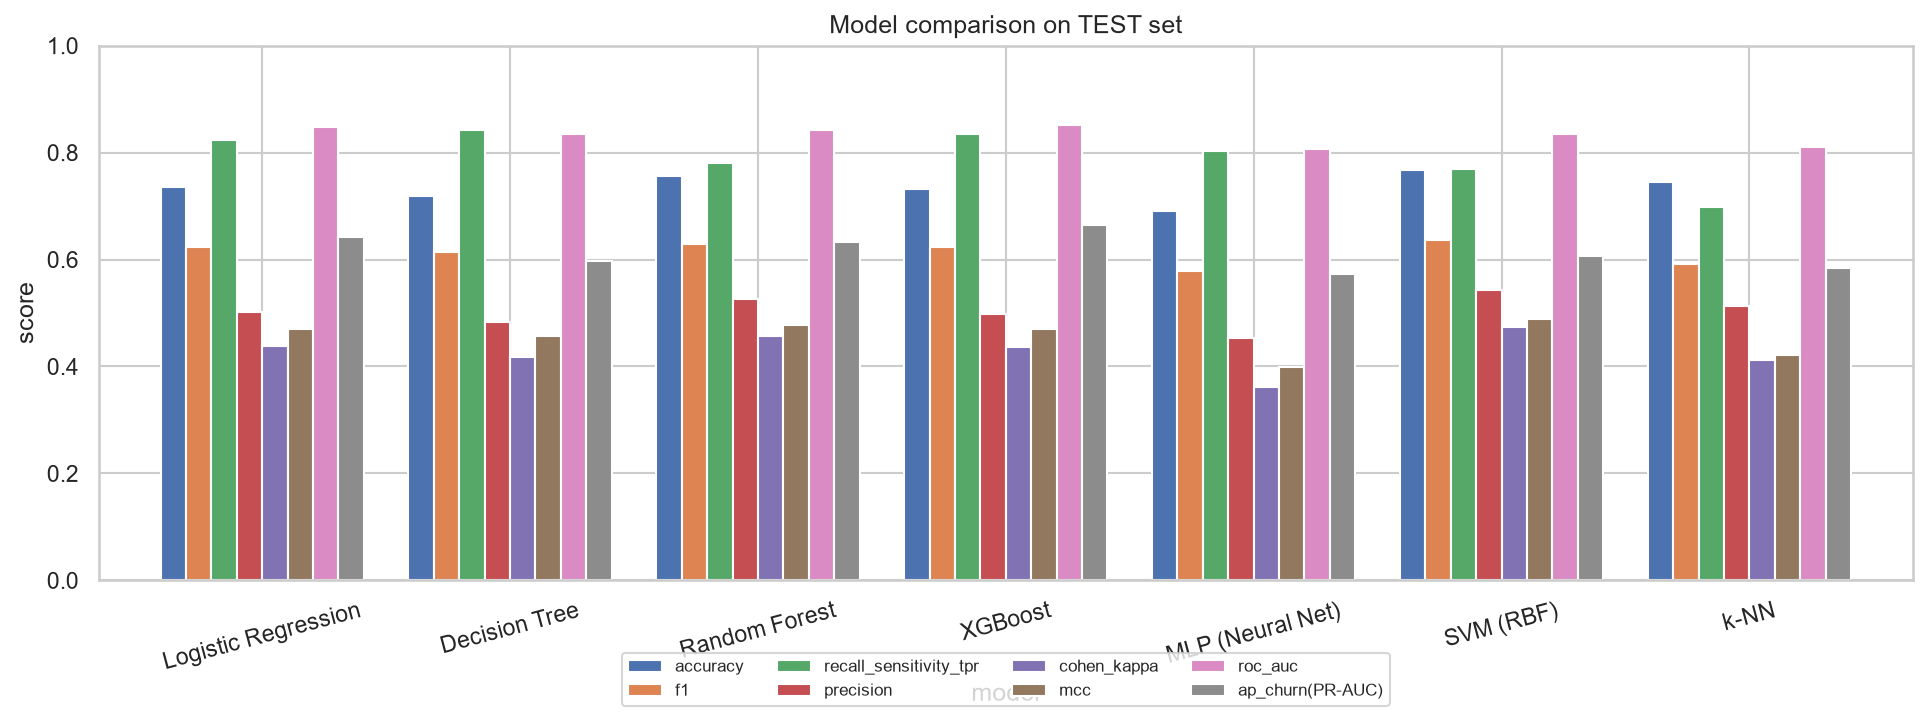 Model comparison on TEST set
1.0
0.8
0.6
0.4
0.2
0.0
score
Logistic Regression
Decision Tree
Random Forest
XGBoost
MLP (Neural Net)
SVM (RBF)
k-NN
model
accuracy
f1
recall_sensitivity_tpr
precision
cohen_kappa
mcc
roc_auc
ap_churn(PR-AUC)